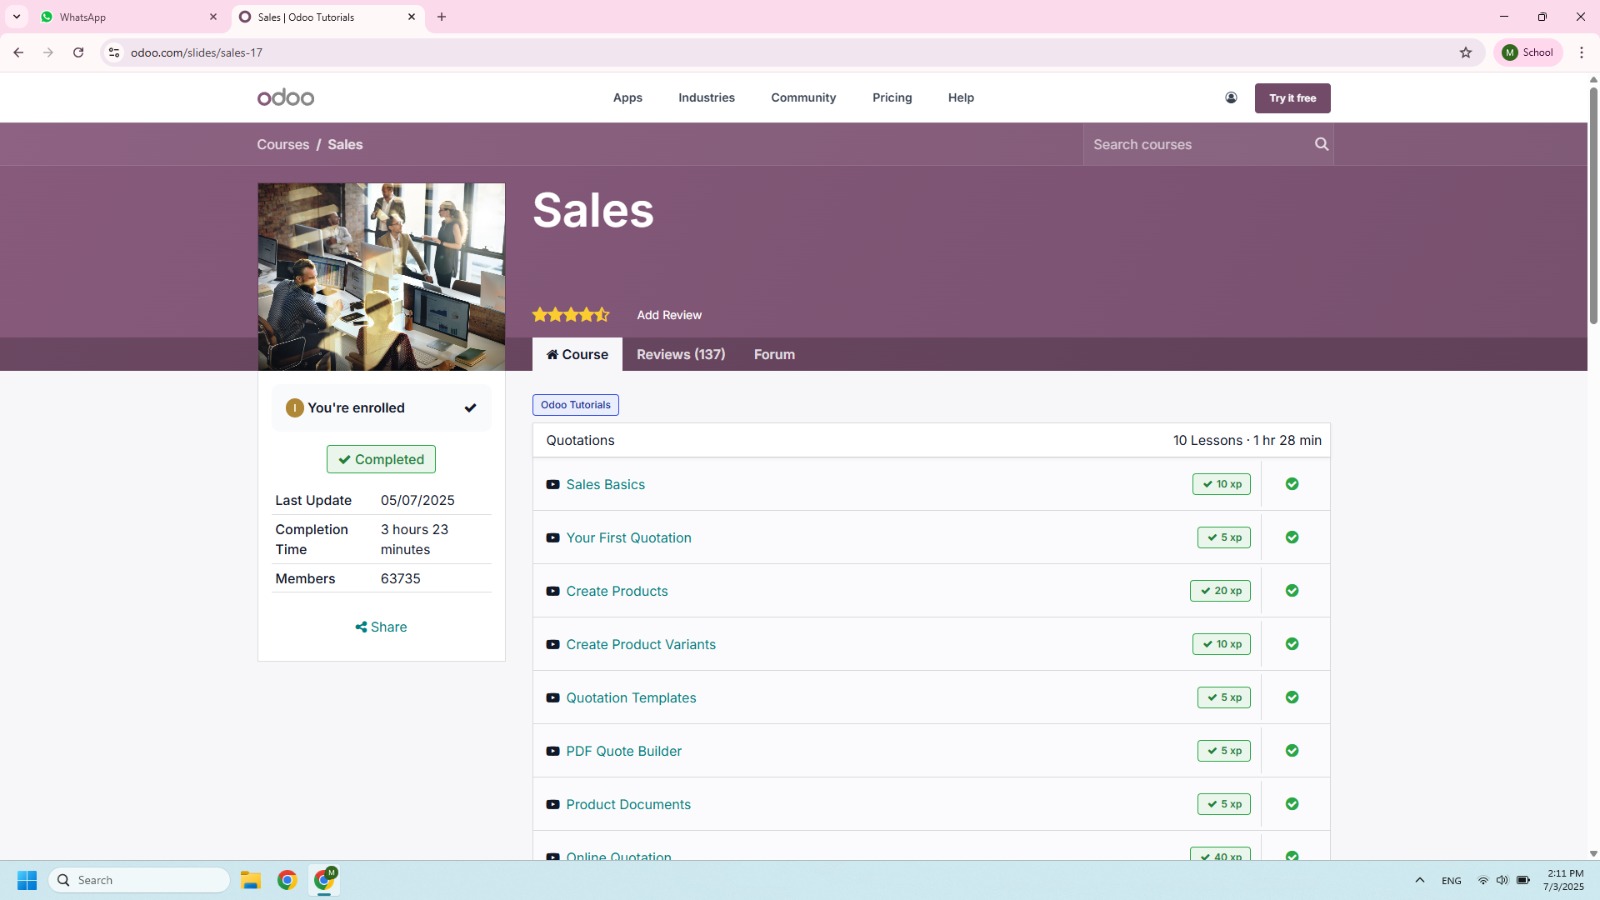 WhatsApp
Sales | Odoo Tutorials
odoo.com/slides/sales-17
M School
odoo
Apps
Industries
Community
Pricing
Help
Try it free
Courses / Sales
Search courses
Sales
Add Review
Course
Reviews (137)
Forum
I You're enrolled
Completed
Last Update 05/07/2025
Completion Time 3 hours 23 minutes
Members 63735
Share
Odoo Tutorials
Quotations 10 Lessons · 1 hr 28 min
Sales Basics 10 xp
Your First Quotation 5 xp
Create Products 20 xp
Create Product Variants 10 xp
Quotation Templates 5 xp
PDF Quote Builder 5 xp
Product Documents 5 xp
Online Quotation 40 xp
Search
M
ENG
2:11 PM
7/3/2025